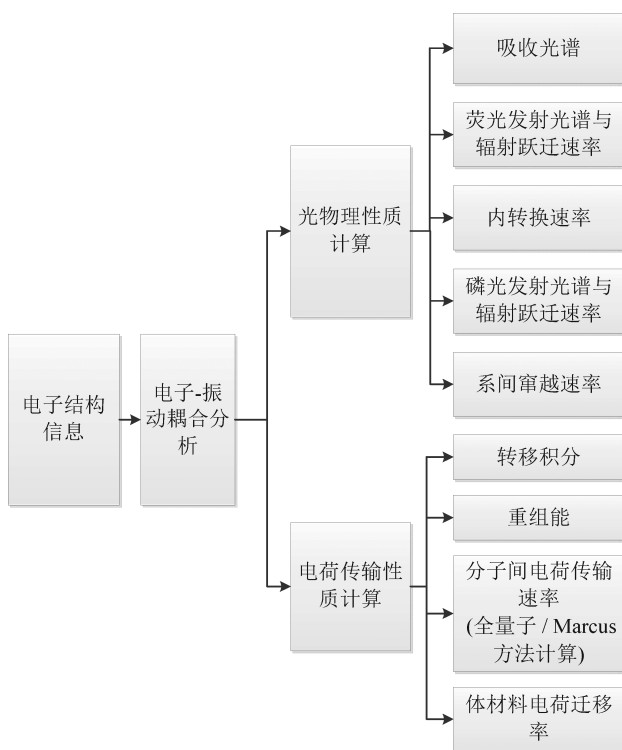 电子结构
信息
电子-振
动耦合分
析
光物理性质
计算
吸收光谱
荧光发射光谱与
辐射跃迁速率
内转换速率
磷光发射光谱与
辐射跃迁速率
系间窜越速率
电荷传输性
质计算
转移积分
重组能
分子间电荷传输
速率
(全量子 / Marcus
方法计算)
体材料电荷迁移
率